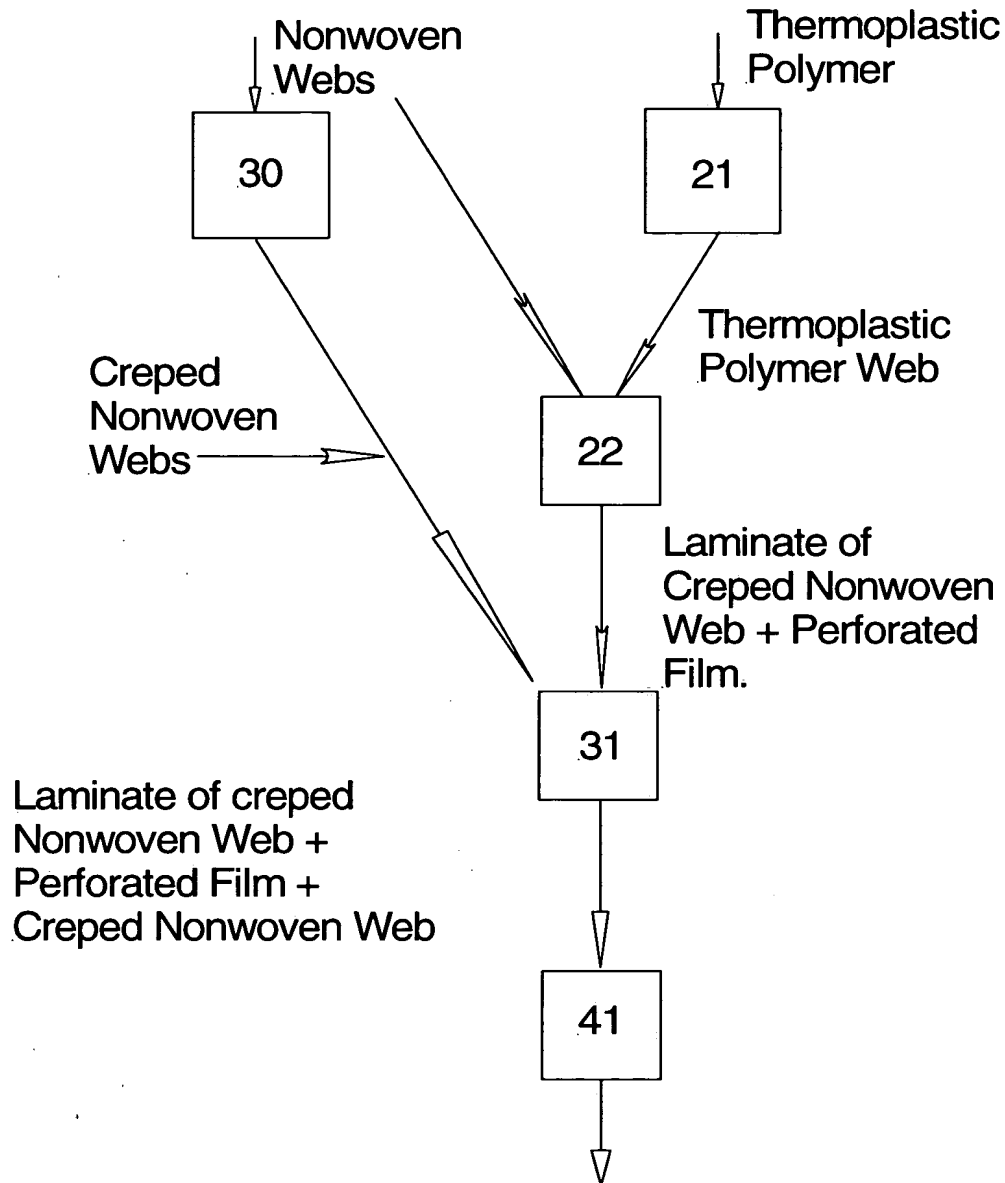 Nonwoven
Webs
Thermoplastic
Polymer
30
21
Thermoplastic
Polymer Web
Creped
Nonwoven
Webs
22
Laminate of
Creped Nonwoven
Web + Perforated
Film.
31
Laminate of creped
Nonwoven Web +
Perforated Film +
Creped Nonwoven Web
41